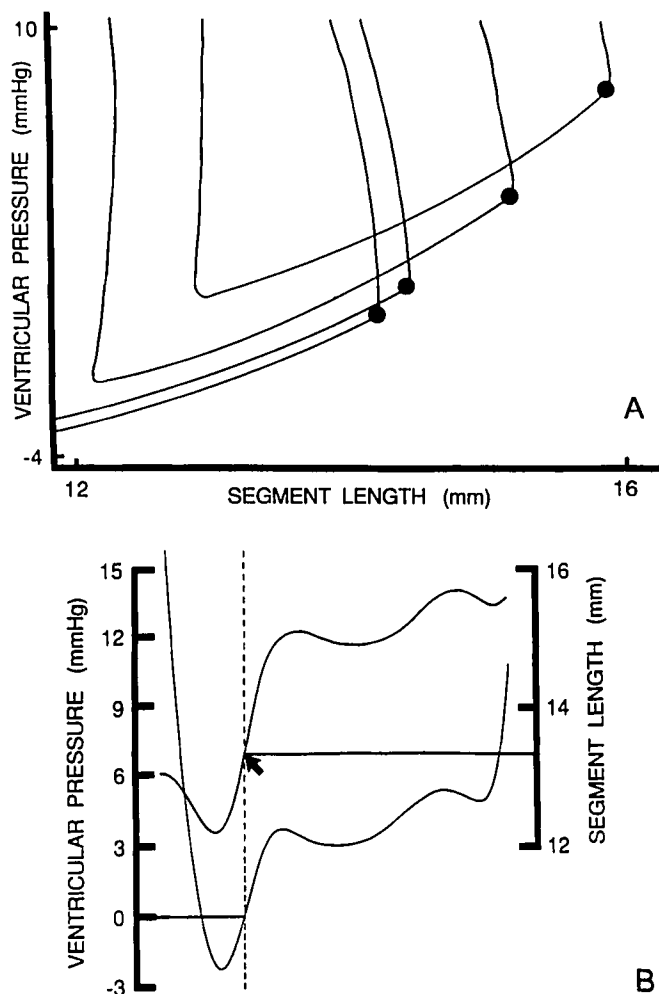 10
VENTRICULAR PRESSURE (mmHg)
-4
12
SEGMENT LENGTH (mm)
16
A
15
12
9
6
3
0
-3
VENTRICULAR PRESSURE (mmHg)
16
14
12
SEGMENT LENGTH (mm)
B